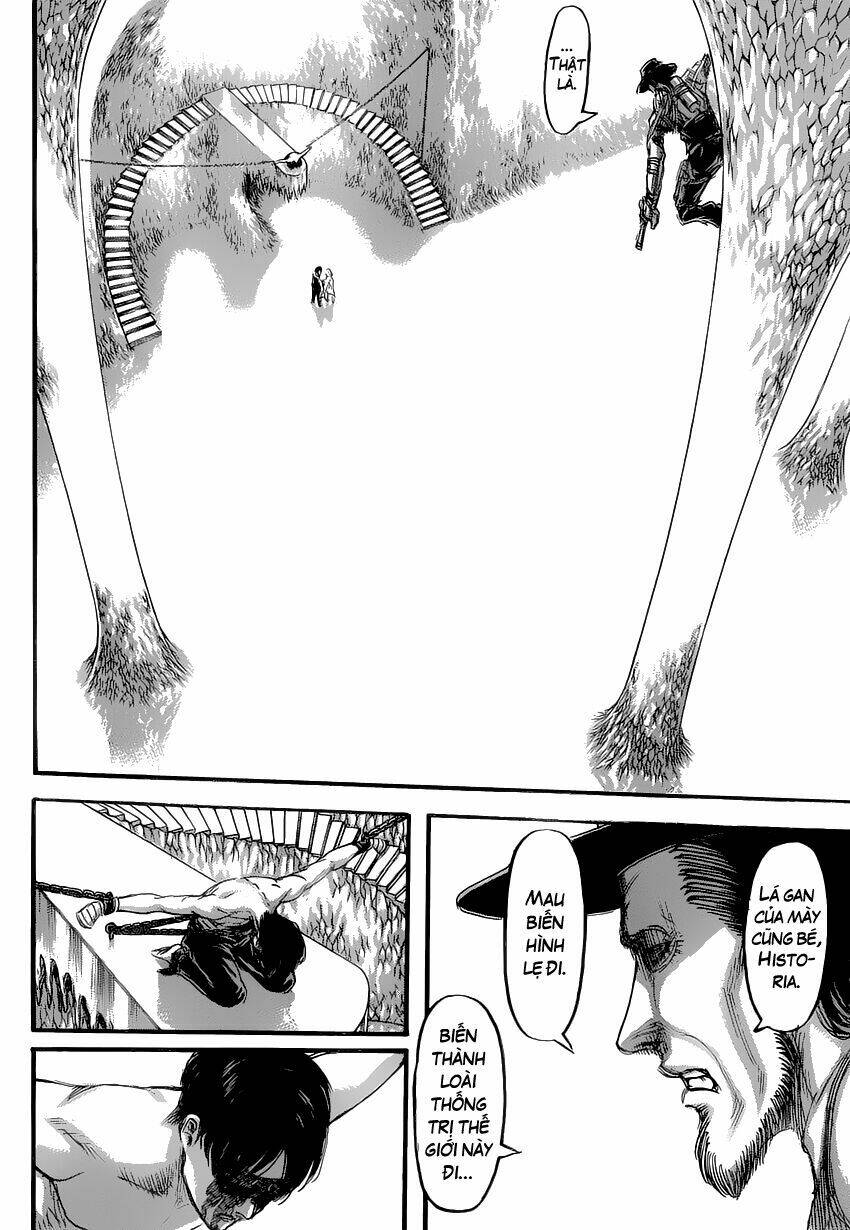 ...
THẬT
LÀ.
LÁ GAN
CỦA MÀY
CŨNG BÉ,
HISTO-
RIA.
MAU
BIẾN
HÌNH
LẸ ĐI.
BIẾN
THÀNH
LOÀI
THỐNG
TRỊ THẾ
GIỚI NÀY
ĐI...